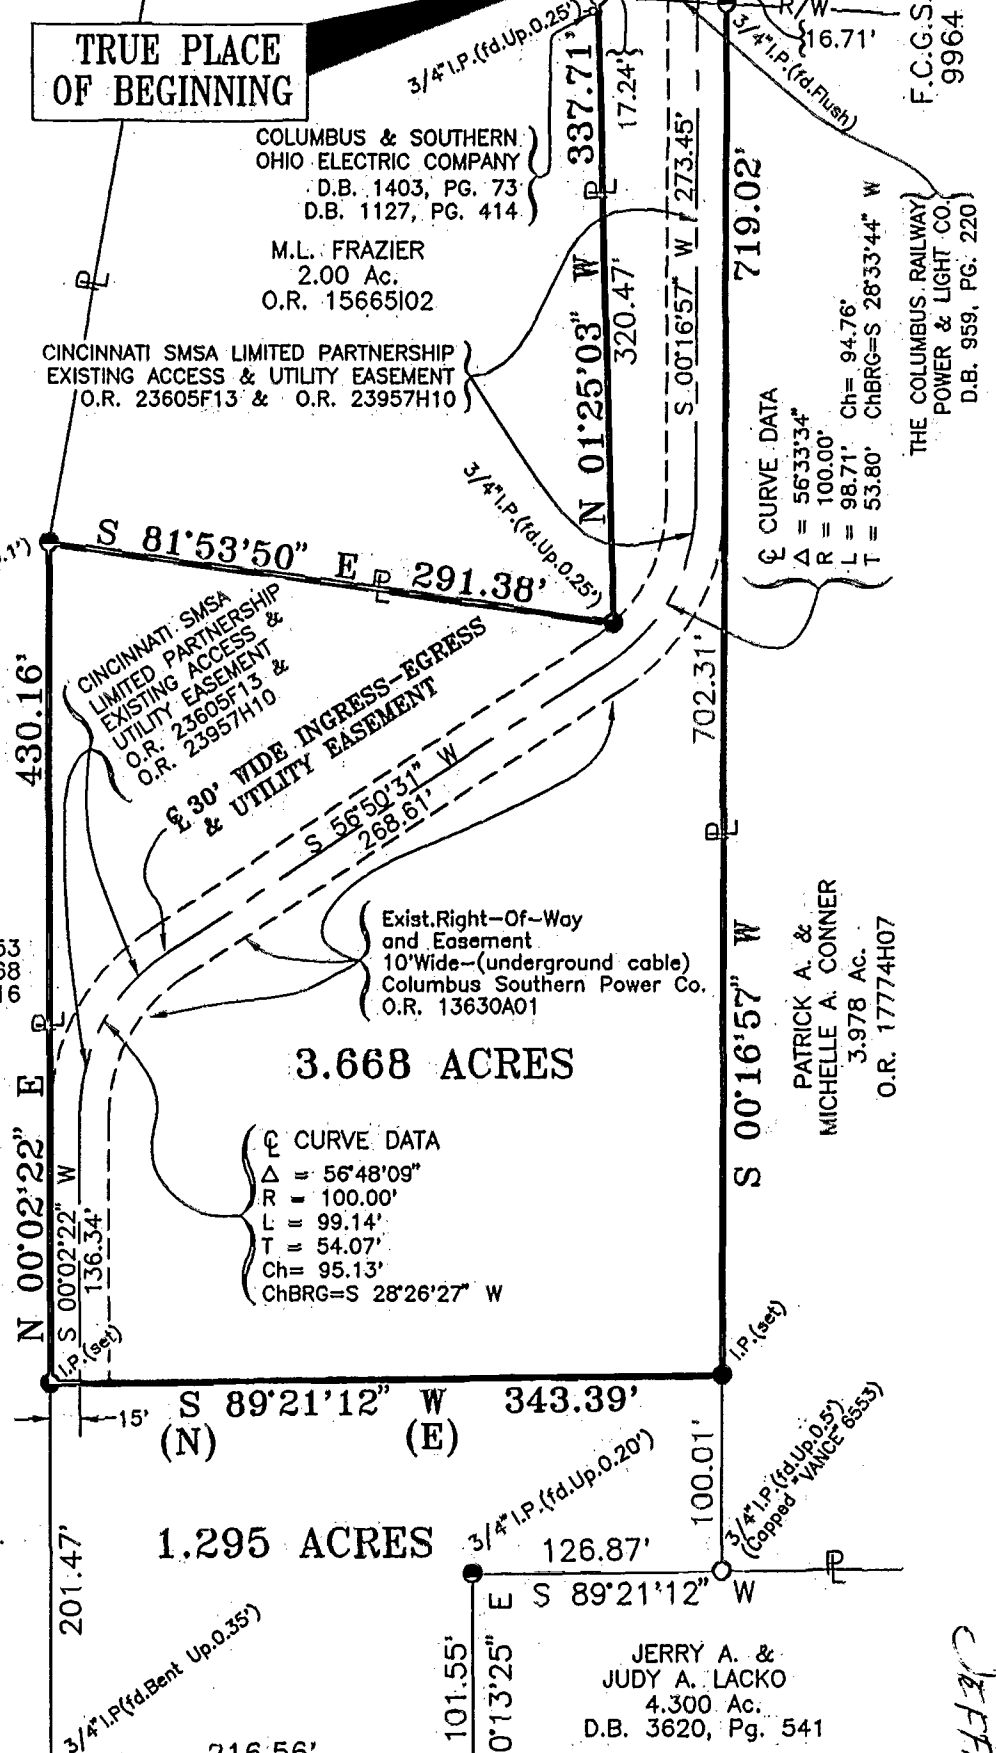 TRUE PLACE
OF BEGINNING
3/4"I.P.(fd.Up.0.25')
337.71'
17.24'
R/W
16.71'
3/4"I.P.(fd.Flush)
F.C.G.S.
9964
COLUMBUS & SOUTHERN
OHIO ELECTRIC COMPANY
D.B. 1403, PG. 73
D.B. 1127, PG. 414
M.L. FRAZIER
2.00 Ac.
O.R. 15665I02
CINCINNATI SMSA LIMITED PARTNERSHIP
EXISTING ACCESS & UTILITY EASEMENT
O.R. 23605F13 & O.R. 23957H10
N 01°25'03" W
320.47'
S 00°16'57" W 273.45'
719.02'
THE COLUMBUS RAILWAY
POWER & LIGHT CO.
D.B. 959, PG. 220
℄ CURVE DATA
Δ = 56°33'34"
R = 100.00'
L = 98.71' Ch= 94.76'
T = 53.80' ChBRG=S 28°33'44" W
3/4"I.P.(fd.Up.0.25')
S 81°53'50" E 291.38'
430.16'
CINCINNATI SMSA
LIMITED PARTNERSHIP
EXISTING ACCESS &
UTILITY EASEMENT
O.R. 23605F13 &
O.R. 23957H10
℄ 30' WIDE INGRESS-EGRESS
& UTILITY EASEMENT
S 56°50'31" W
268.61'
702.31'
Exist.Right-Of-Way
and Easement
10'Wide-(underground cable)
Columbus Southern Power Co.
O.R. 13630A01
53
68
16
3.668 ACRES
S 00°16'57" W
PATRICK A. &
MICHELLE A. CONNER
3.978 Ac.
O.R. 17774H07
N 00°02'22" E
S 00°02'22" W
136.34'
℄ CURVE DATA
Δ = 56°48'09"
R = 100.00'
L = 99.14'
T = 54.07'
Ch= 95.13'
ChBRG=S 28°26'27" W
I.P.(set)
I.P.(set)
15'
S 89°21'12" W 343.39'
(N) (E)
100.01'
3/4"I.P.(fd.Up.0.5')
(Capped "VANCE" 6553)
3/4"I.P.(fd.Up.0.20')
1.295 ACRES
126.87'
S 89°21'12" W
201.47'
3/4"I.P(fd.Bent Up.0.35')
101.55'
0°13'25" E
JERRY A. &
JUDY A. LACKO
4.300 Ac.
D.B. 3620, Pg. 541
216.56'